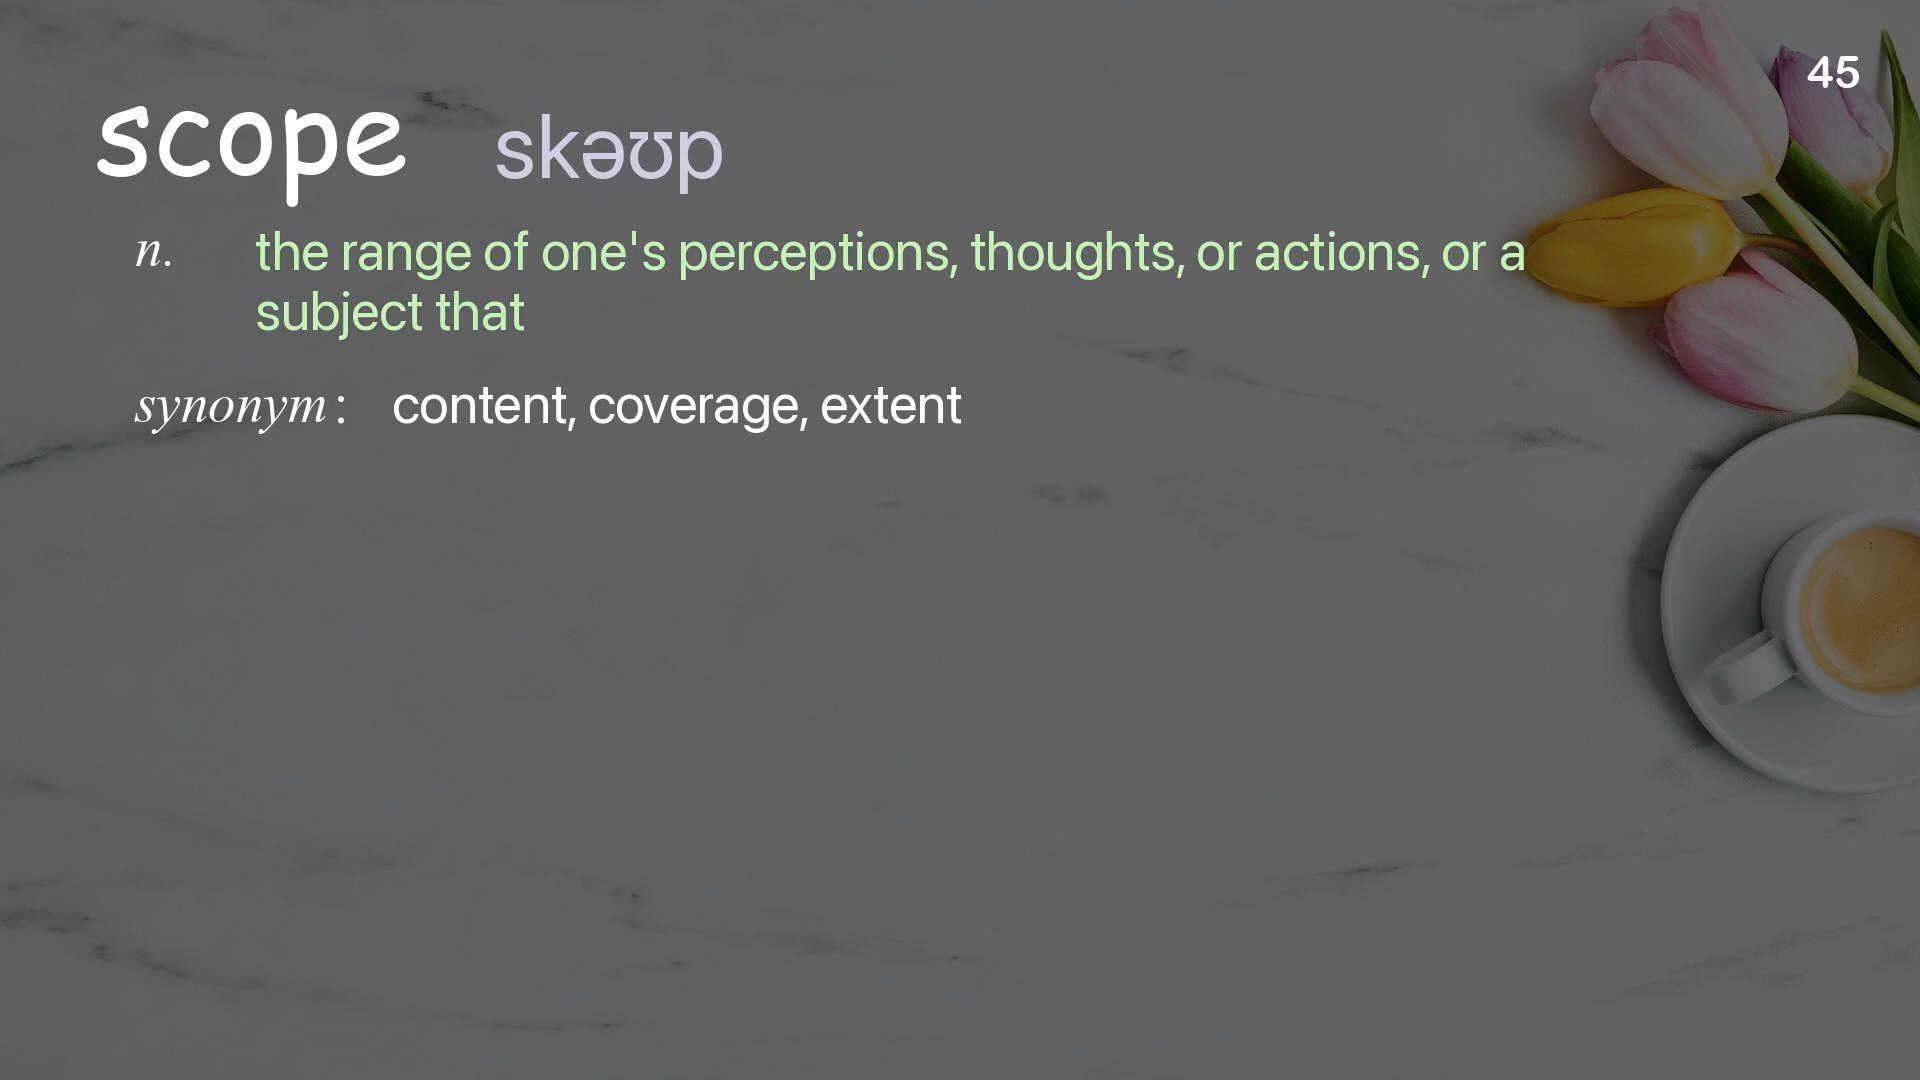 45
scope skəʊp
n. the range of one's perceptions, thoughts, or actions, or a
subject that
synonym: content, coverage, extent